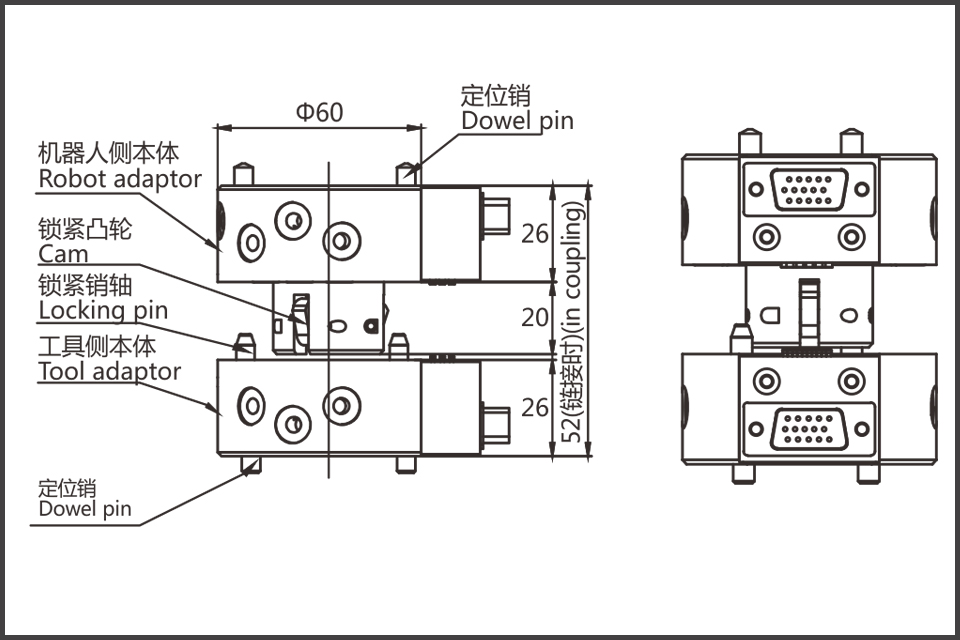 Φ60
定位销
Dowel pin
机器人侧本体
Robot adaptor
锁紧凸轮
Cam
锁紧销轴
Locking pin
工具侧本体
Tool adaptor
定位销
Dowel pin
26
20
26
52(链接时)(in coupling)